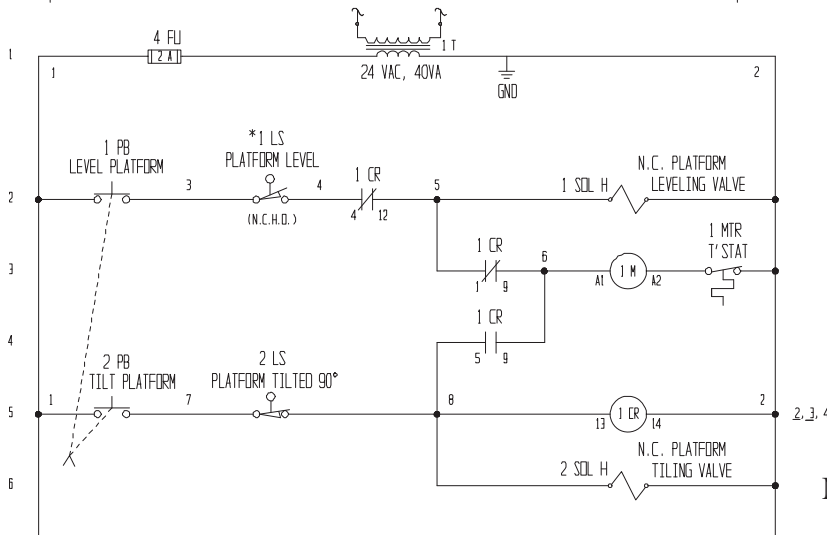 4 FU
1 T
1
2 A
1
24 VAC, 40VA
GND
2
*1 LS
1 PB
LEVEL PLATFORM
PLATFORM LEVEL
1 CR
N.C. PLATFORM
LEVELING VALVE
2
3
4
5
1 SOL H
(N.C.H.O.)
4
12
1 CR
6
1 MTR
T'STAT
3
1
9
A1
1 M
A2
1 CR
4
5
9
2 PB
TILT PLATFORM
2 LS
PLATFORM TILTED 90°
5
1
7
8
13
1 CR
14
2
2, 3, 4
N.C. PLATFORM
TILING VALVE
6
2 SOL H